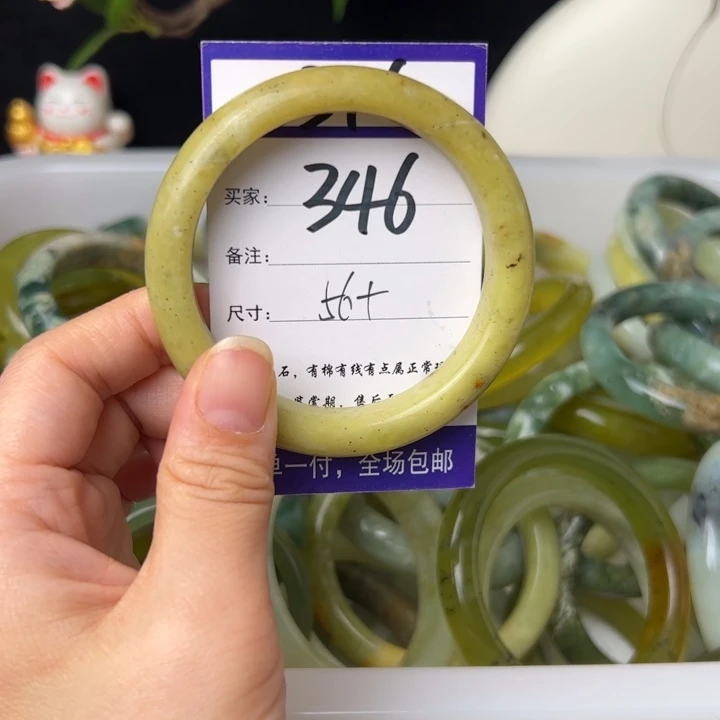 买家: 346
备注:
尺寸: 56+
石，有棉有线有点属正常现
单一付，全场包邮